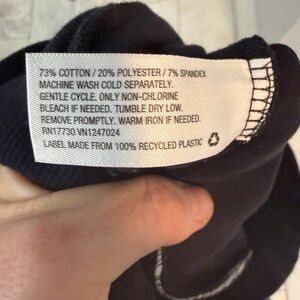 73% COTTON / 20% POLYESTER / 7% SPANDEX
MACHINE WASH COLD SEPARATELY.
GENTLE CYCLE. ONLY NON-CHLORINE
BLEACH IF NEEDED. TUMBLE DRY LOW.
REMOVE PROMPTLY. WARM IRON IF NEEDED.
RN17730 VN1247024
LABEL MADE FROM 100% RECYCLED PLASTIC